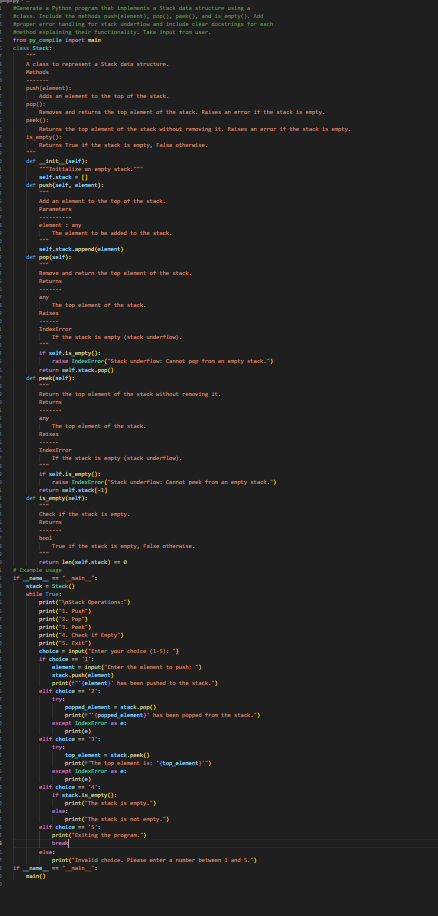 #Generate a Python program that implements a Stack data structure using a
#class. Include the methods push(element), pop(), peek(), and is_empty(). Add
#proper error handling for stack underflow and include clear docstrings for each
#method explaining their functionality. Take input from user.
from py_compile import main
class Stack:
    """
    A class to represent a Stack data structure.
    Methods
    -------
    push(element):
        Adds an element to the top of the stack.
    pop():
        Removes and returns the top element of the stack. Raises an error if the stack is empty.
    peek():
        Returns the top element of the stack without removing it. Raises an error if the stack is empty.
    is_empty():
        Returns True if the stack is empty, False otherwise.
    """
    def __init__(self):
        """Initialize an empty stack."""
        self.stack = []
    def push(self, element):
        """
        Add an element to the top of the stack.
        Parameters
        ----------
        element : any
            The element to be added to the stack.
        """
        self.stack.append(element)
    def pop(self):
        """
        Remove and return the top element of the stack.
        Returns
        -------
        any
            The top element of the stack.
        Raises
        ------
        IndexError
            If the stack is empty (stack underflow).
        """
        if self.is_empty():
            raise IndexError("Stack underflow: Cannot pop from an empty stack.")
        return self.stack.pop()
    def peek(self):
        """
        Return the top element of the stack without removing it.
        Returns
        -------
        any
            The top element of the stack.
        Raises
        ------
        IndexError
            If the stack is empty (stack underflow).
        """
        if self.is_empty():
            raise IndexError("Stack underflow: Cannot peek from an empty stack.")
        return self.stack[-1]
    def is_empty(self):
        """
        Check if the stack is empty.
        Returns
        -------
        bool
            True if the stack is empty, False otherwise.
        """
        return len(self.stack) == 0
# Example usage
if __name__ == "__main__":
    stack = Stack()
    while True:
        print("\nStack Operations:")
        print("1. Push")
        print("2. Pop")
        print("3. Peek")
        print("4. Check if Empty")
        print("5. Exit")
        choice = input("Enter your choice (1-5): ")
        if choice == '1':
            element = input("Enter the element to push: ")
            stack.push(element)
            print(f"'{element}' has been pushed to the stack.")
        elif choice == '2':
            try:
                popped_element = stack.pop()
                print(f"'{popped_element}' has been popped from the stack.")
            except IndexError as e:
                print(e)
        elif choice == '3':
            try:
                top_element = stack.peek()
                print(f"The top element is: '{top_element}'")
            except IndexError as e:
                print(e)
        elif choice == '4':
            if stack.is_empty():
                print("The stack is empty.")
            else:
                print("The stack is not empty.")
        elif choice == '5':
            print("Exiting the program.")
            break
        else:
            print("Invalid choice. Please enter a number between 1 and 5.")
if __name__ == "__main__":
    main()